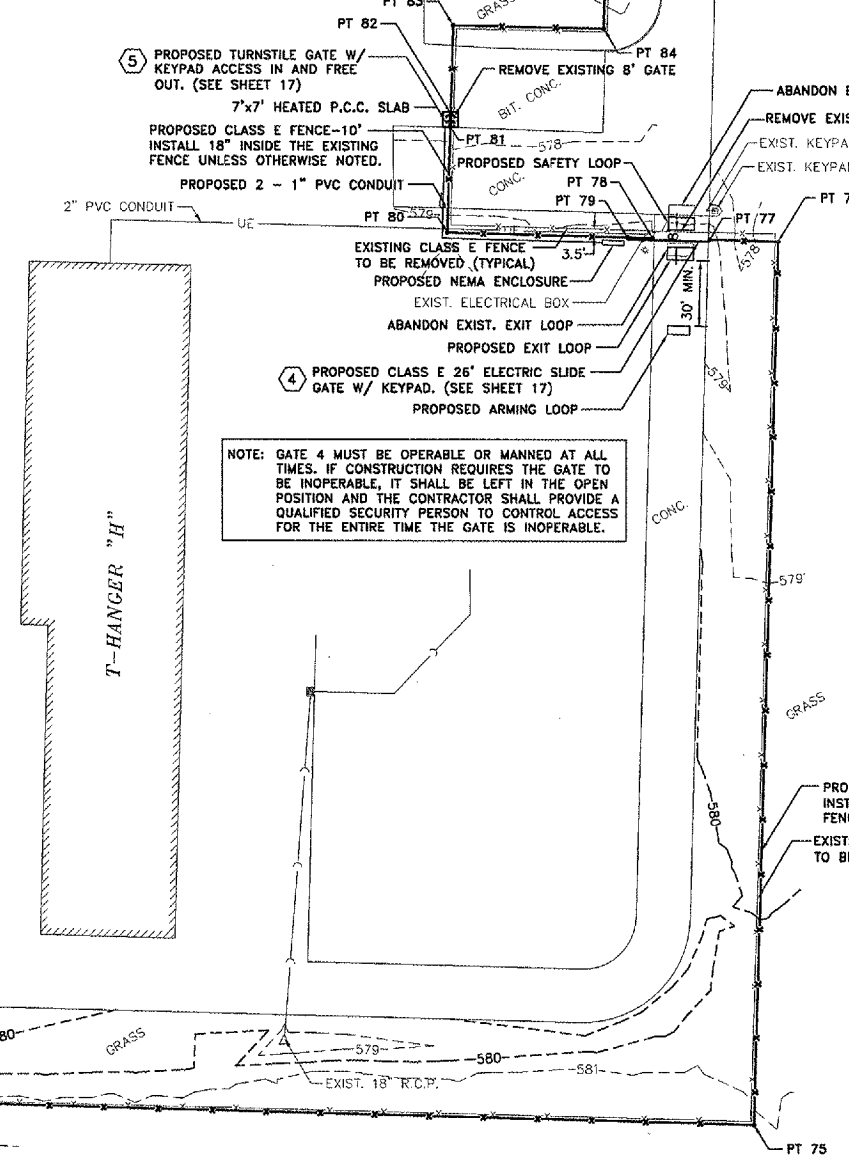 PT 83
GRASS
PT 82
PT 84
5
PROPOSED TURNSTILE GATE W/
KEYPAD ACCESS IN AND FREE
OUT. (SEE SHEET 17)
REMOVE EXISTING 8' GATE
7'x7' HEATED P.C.C. SLAB
BIT. CONC.
ABANDON
REMOVE
EXIST. KEYPA
EXIST. KEYPA
PROPOSED CLASS E FENCE-10'
INSTALL 18" INSIDE THE EXISTING
FENCE UNLESS OTHERWISE NOTED.
PT 81
578
PROPOSED SAFETY LOOP
CONC.
PT 78
PROPOSED 2 - 1" PVC CONDUIT
PT 79
PT 7
2" PVC CONDUIT
UE
PT 80
579
PT 77
EXISTING CLASS E FENCE
TO BE REMOVED (TYPICAL)
3.5'
578
PROPOSED NEMA ENCLOSURE
EXIST. ELECTRICAL BOX
30' MIN.
ABANDON EXIST. EXIT LOOP
PROPOSED EXIT LOOP
4
PROPOSED CLASS E 26' ELECTRIC SLIDE
GATE W/ KEYPAD. (SEE SHEET 17)
579
PROPOSED ARMING LOOP
NOTE: GATE 4 MUST BE OPERABLE OR MANNED AT ALL
TIMES. IF CONSTRUCTION REQUIRES THE GATE TO
BE INOPERABLE, IT SHALL BE LEFT IN THE OPEN
POSITION AND THE CONTRACTOR SHALL PROVIDE A
QUALIFIED SECURITY PERSON TO CONTROL ACCESS
FOR THE ENTIRE TIME THE GATE IS INOPERABLE.
CONC.
T-HANGER "H"
579
GRASS
580
PRO
INST
FEN
EXIST
TO B
80
GRASS
579
580
581
EXIST. 18" R.C.P.
PT 75